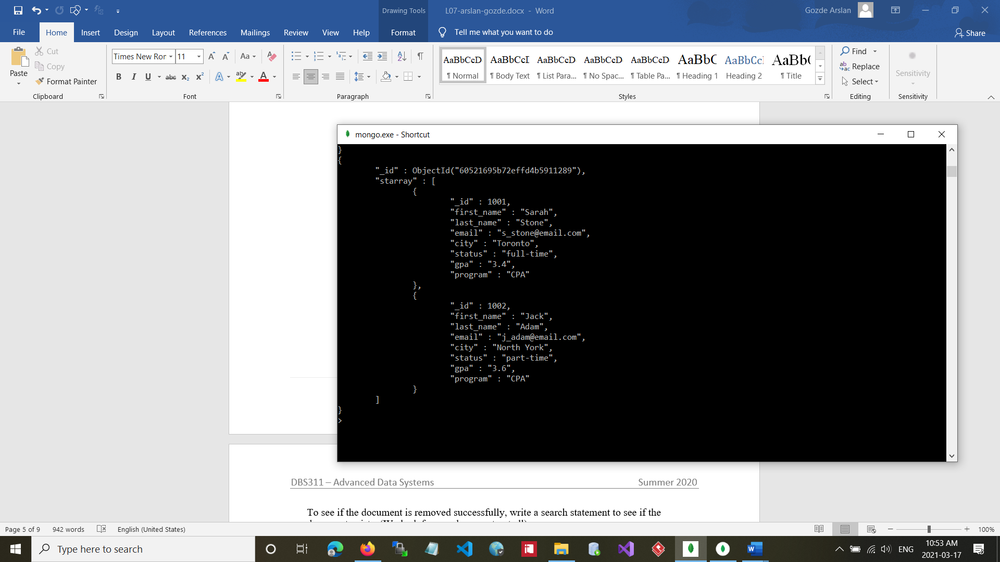 Drawing Tools
L07-arslan-gozde.docx - Word
Gozde Arslan
File
Home
Insert
Design
Layout
References
Mailings
Review
View
Help
Format
Tell me what you want to do
Share
Paste
Cut
Copy
Format Painter
Clipboard
Times New Ror
11
Font
Paragraph
AaBbCcD
AaBbCcI
AaBbCcD
AaBbCcD
AaBbCcD
AaBbC
AaBbCc
AaBb(
¶ Normal
¶ Body Text
¶ List Para...
¶ No Spac...
¶ Table Pa...
¶ Heading 1
Heading 2
¶ Title
Styles
Find
Replace
Select
Editing
Sensitivity
Sensitivity
mongo.exe - Shortcut
}
{
"_id" : ObjectId("60521695b72effd4b5911289"),
"starray" : [
{
"_id" : 1001,
"first_name" : "Sarah",
"last_name" : "Stone",
"email" : "s_stone@email.com",
"city" : "Toronto",
"status" : "full-time",
"gpa" : "3.4",
"program" : "CPA"
},
{
"_id" : 1002,
"first_name" : "Jack",
"last_name" : "Adam",
"email" : "j_adam@email.com",
"city" : "North York",
"status" : "part-time",
"gpa" : "3.6",
"program" : "CPA"
}
]
}
>
DBS311 – Advanced Data Systems
Summer 2020
To see if the document is removed successfully, write a search statement to see if the
Page 5 of 9
942 words
English (United States)
100%
Type here to search
ENG
10:53 AM
2021-03-17